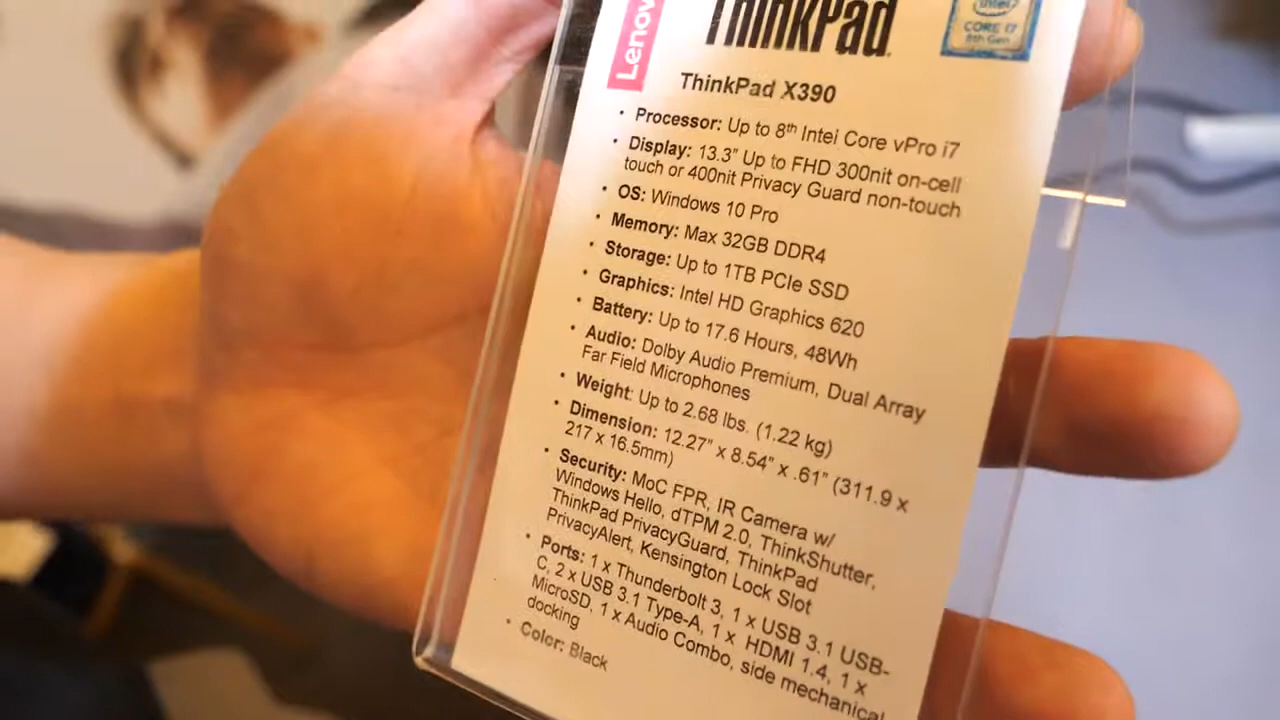 Lenov
ThinkPad
intel
CORE i7
8th Gen
ThinkPad X390
• Processor: Up to 8th Intel Core vPro i7
• Display: 13.3" Up to FHD 300nit on-cell
touch or 400nit Privacy Guard non-touch
• OS: Windows 10 Pro
• Memory: Max 32GB DDR4
• Storage: Up to 1TB PCIe SSD
• Graphics: Intel HD Graphics 620
• Battery: Up to 17.6 Hours, 48Wh
• Audio: Dolby Audio Premium, Dual Array
Far Field Microphones
• Weight: Up to 2.68 lbs. (1.22 kg)
• Dimension: 12.27" x 8.54" x .61" (311.9 x
217 x 16.5mm)
• Security: MoC FPR, IR Camera w/
Windows Hello, dTPM 2.0, ThinkShutter,
ThinkPad PrivacyGuard, ThinkPad
PrivacyAlert, Kensington Lock Slot
• Ports: 1 x Thunderbolt 3, 1 x USB 3.1 USB-
C, 2 x USB 3.1 Type-A, 1 x HDMI 1.4, 1 x
MicroSD, 1 x Audio Combo, side mechanical
docking
• Color: Black